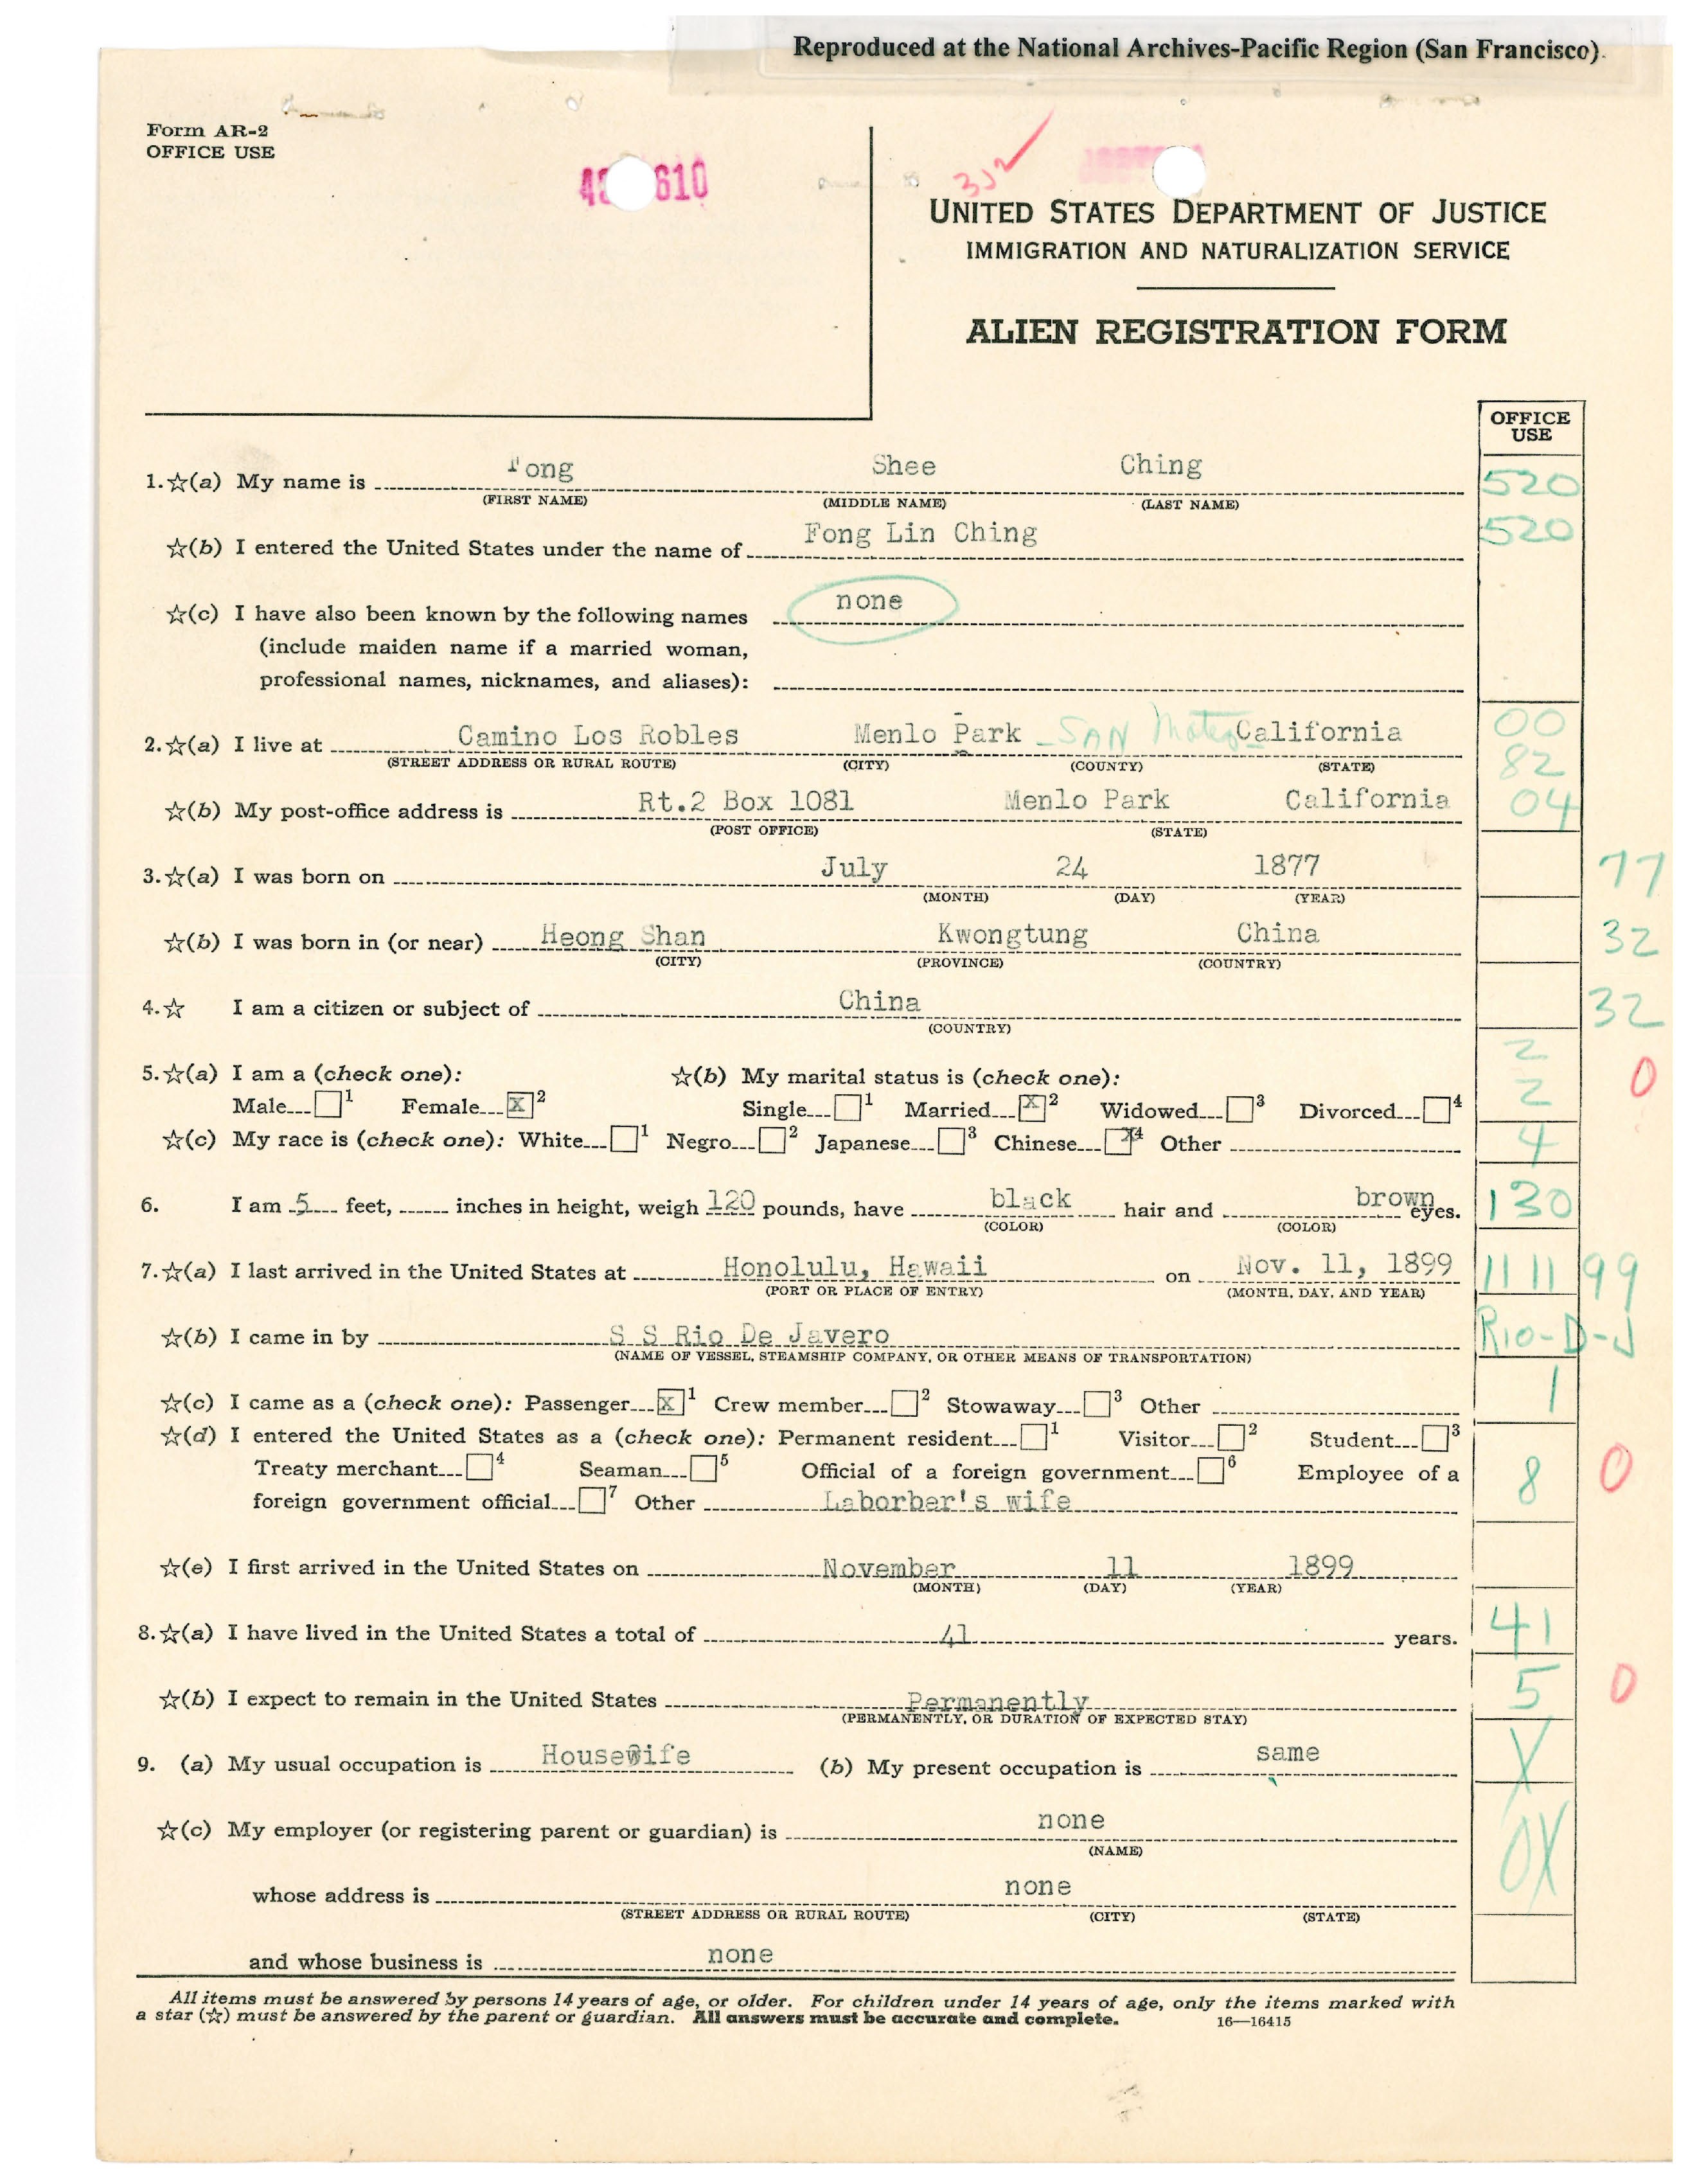 Reproduced at the National Archives-Pacific Region (San Francisco).
Form AR-2
OFFICE USE
610
UNITED STATES DEPARTMENT OF JUSTICE
IMMIGRATION AND NATURALIZATION SERVICE
ALIEN REGISTRATION FORM
OFFICE USE
1.☆(a) My name is Fong Shee Ching 520
(FIRST NAME) (MIDDLE NAME) (LAST NAME)
☆(b) I entered the United States under the name of Fong Lin Ching 520
☆(c) I have also been known by the following names none
(include maiden name if a married woman,
professional names, nicknames, and aliases):
2.☆(a) I live at Camino Los Robles Menlo Park SAN Mateo California 00
(STREET ADDRESS OR RURAL ROUTE) (CITY) (COUNTY) (STATE) 82
☆(b) My post-office address is Rt.2 Box 1081 Menlo Park California 04
(POST OFFICE) (STATE)
3.☆(a) I was born on July 24 1877 77
(MONTH) (DAY) (YEAR)
☆(b) I was born in (or near) Heong Shan Kwongtung China 32
(CITY) (PROVINCE) (COUNTRY)
4.☆ I am a citizen or subject of China 32
(COUNTRY)
5.☆(a) I am a (check one): ☆(b) My marital status is (check one): 2 0
Male 1 Female X 2 Single 1 Married X 2 Widowed 3 Divorced 4 2
☆(c) My race is (check one): White 1 Negro 2 Japanese 3 Chinese X 4 Other 4
6. I am 5 feet, inches in height, weigh 120 pounds, have black hair and brown eyes. 130
(COLOR) (COLOR)
7.☆(a) I last arrived in the United States at Honolulu, Hawaii on Nov. 11, 1899 11 11 99
(PORT OR PLACE OF ENTRY) (MONTH, DAY, AND YEAR)
☆(b) I came in by S S Rio De Javero Rio-D-J
(NAME OF VESSEL, STEAMSHIP COMPANY, OR OTHER MEANS OF TRANSPORTATION)
☆(c) I came as a (check one): Passenger X 1 Crew member 2 Stowaway 3 Other 1
☆(d) I entered the United States as a (check one): Permanent resident 1 Visitor 2 Student 3
Treaty merchant 4 Seaman 5 Official of a foreign government 6 Employee of a 8 0
foreign government official 7 Other Laborber's wife
☆(e) I first arrived in the United States on November 11 1899
(MONTH) (DAY) (YEAR)
8.☆(a) I have lived in the United States a total of 41 years. 41
☆(b) I expect to remain in the United States Permanently 5 0
(PERMANENTLY, OR DURATION OF EXPECTED STAY)
9. (a) My usual occupation is Housewife (b) My present occupation is same X
☆(c) My employer (or registering parent or guardian) is none 0X
(NAME)
whose address is none
(STREET ADDRESS OR RURAL ROUTE) (CITY) (STATE)
and whose business is none
All items must be answered by persons 14 years of age, or older. For children under 14 years of age, only the items marked with
a star (☆) must be answered by the parent or guardian. All answers must be accurate and complete. 16—16415